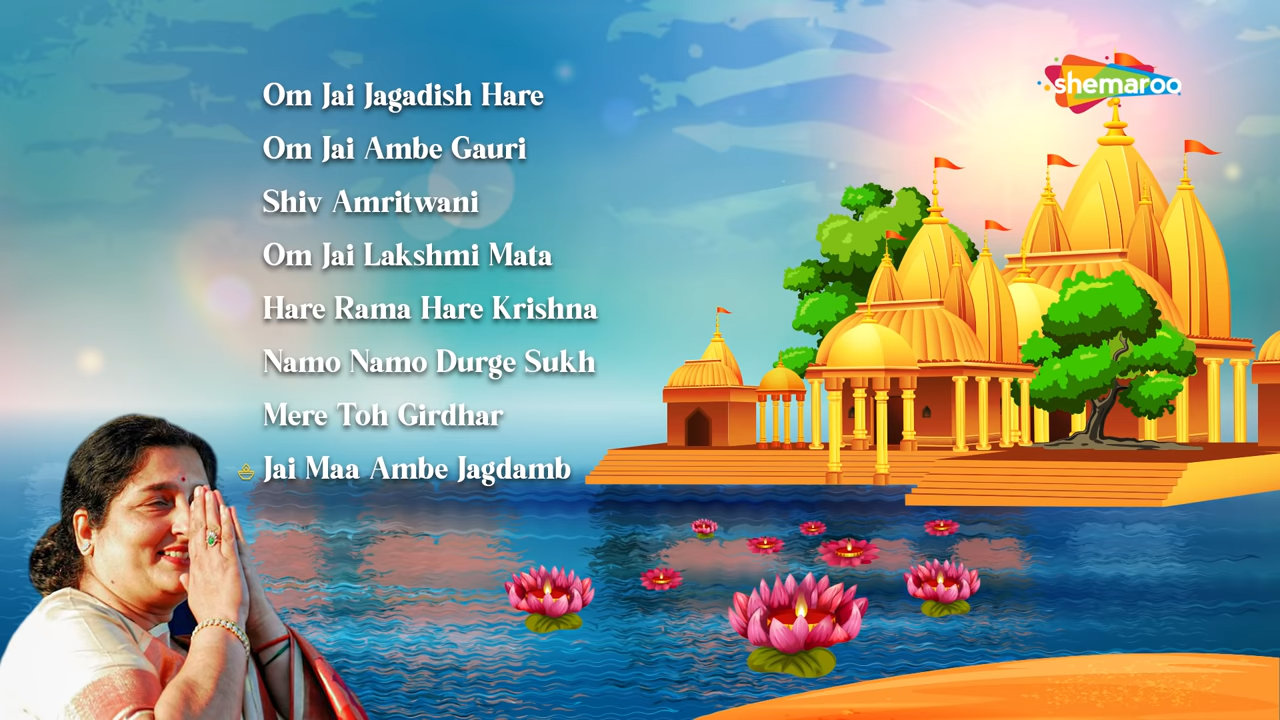 Om Jai Jagadish Hare
Om Jai Ambe Gauri
Shiv Amritwani
Om Jai Lakshmi Mata
Hare Rama Hare Krishna
Namo Namo Durge Sukh
Mere Toh Girdhar
Jai Maa Ambe Jagdamb
shemaroo